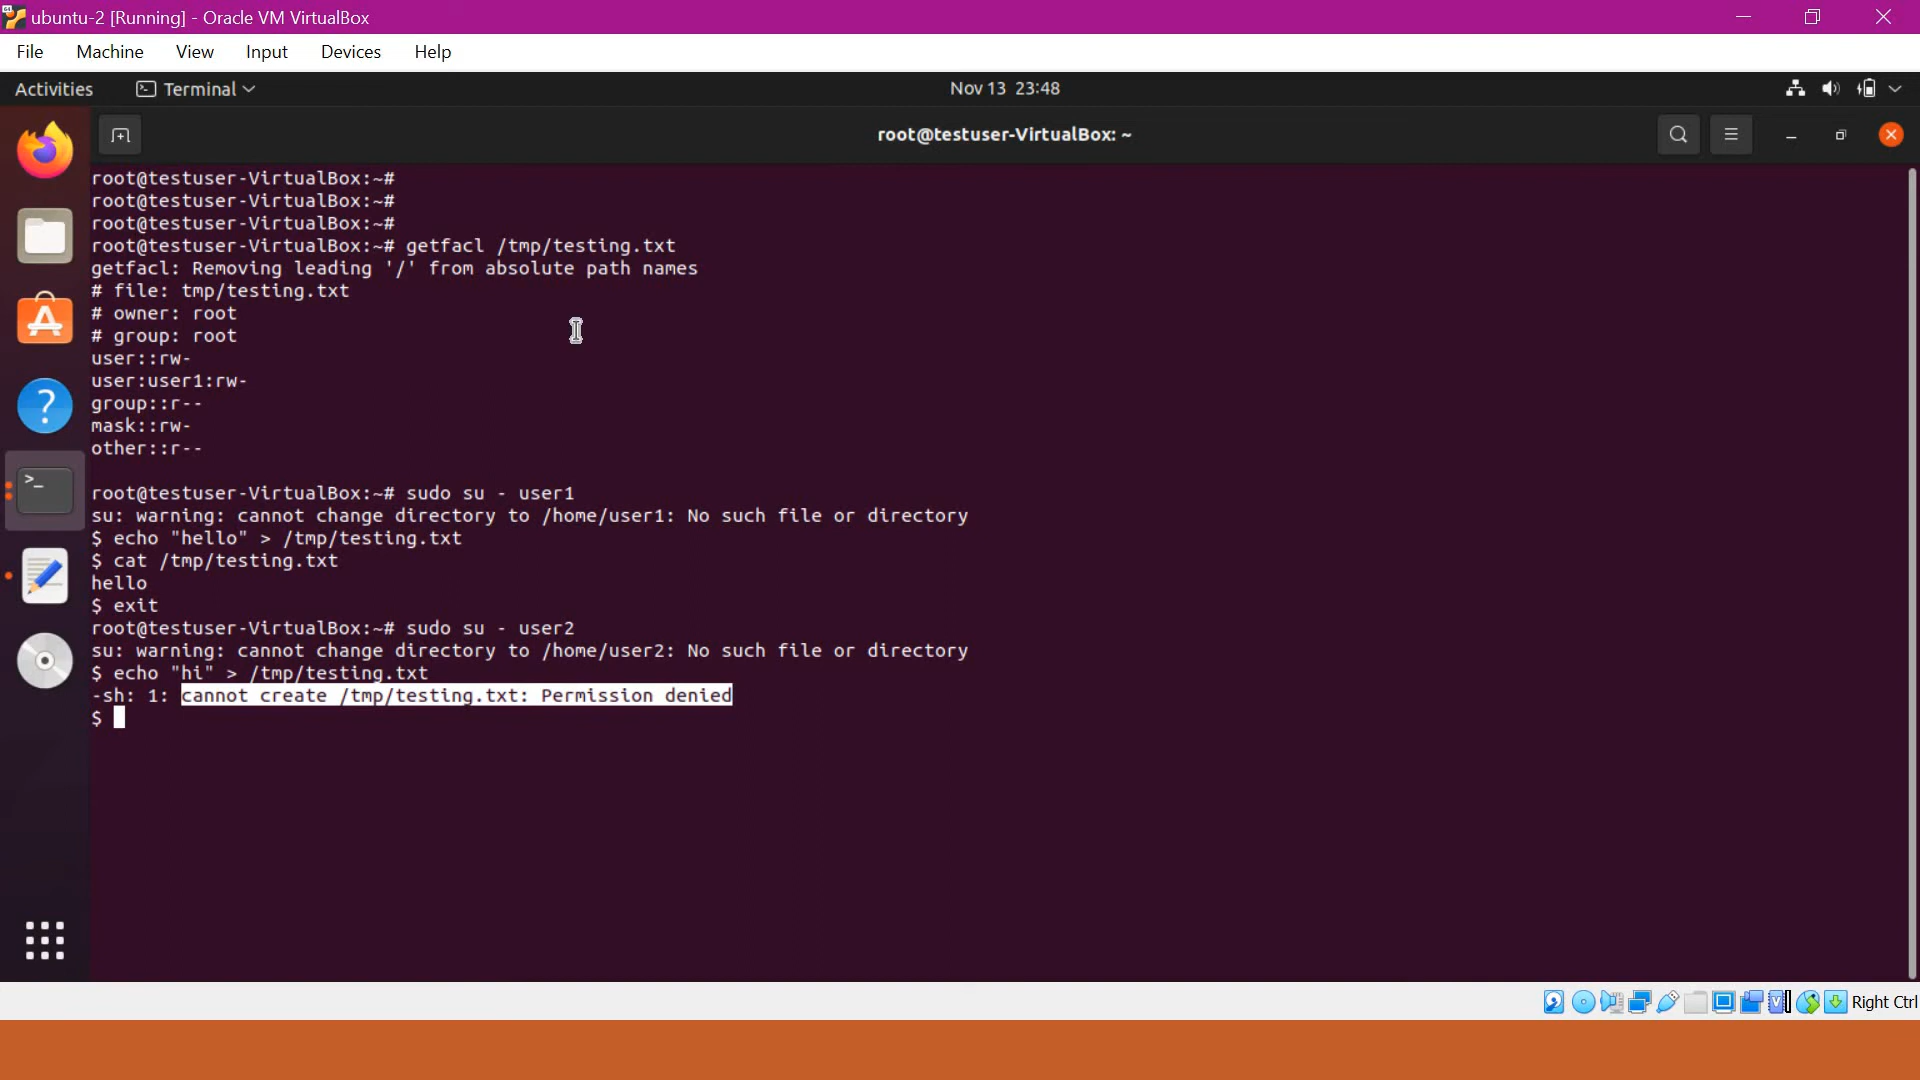 ubuntu-2 [Running] - Oracle VM VirtualBox
File Machine View Input Devices Help
Activities Terminal Nov 13 23:48
root@testuser-VirtualBox: ~
root@testuser-VirtualBox:~#
root@testuser-VirtualBox:~#
root@testuser-VirtualBox:~#
root@testuser-VirtualBox:~# getfacl /tmp/testing.txt
getfacl: Removing leading '/' from absolute path names
# file: tmp/testing.txt
# owner: root
# group: root
user::rw-
user:user1:rw-
group::r--
mask::rw-
other::r--
root@testuser-VirtualBox:~# sudo su - user1
su: warning: cannot change directory to /home/user1: No such file or directory
$ echo "hello" > /tmp/testing.txt
$ cat /tmp/testing.txt
hello
$ exit
root@testuser-VirtualBox:~# sudo su - user2
su: warning: cannot change directory to /home/user2: No such file or directory
$ echo "hi" > /tmp/testing.txt
-sh: 1: cannot create /tmp/testing.txt: Permission denied
$
Right Ctrl